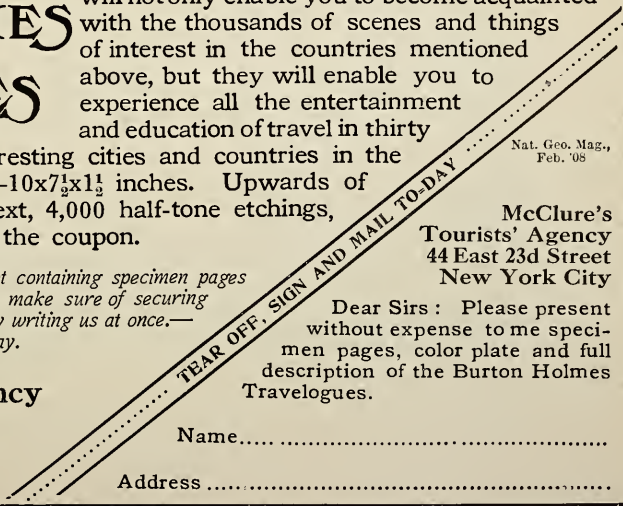 will not only enable you to become acquainted
IES with the thousands of scenes and things
of interest in the countries mentioned
above, but they will enable you to
ES experience all the entertainment
and education of travel in thirty
resting cities and countries in the
-10x7½x1½ inches. Upwards of
ext, 4,000 half-tone etchings,
the coupon.
t containing specimen pages
make sure of securing
y writing us at once.—
ay.
ncy
TEAR OFF, SIGN AND MAIL TO=DAY
Nat. Geo. Mag.,
Feb. '08
McClure's
Tourists' Agency
44 East 23d Street
New York City
Dear Sirs : Please present
without expense to me speci-
men pages, color plate and full
description of the Burton Holmes
Travelogues.
Name
Address